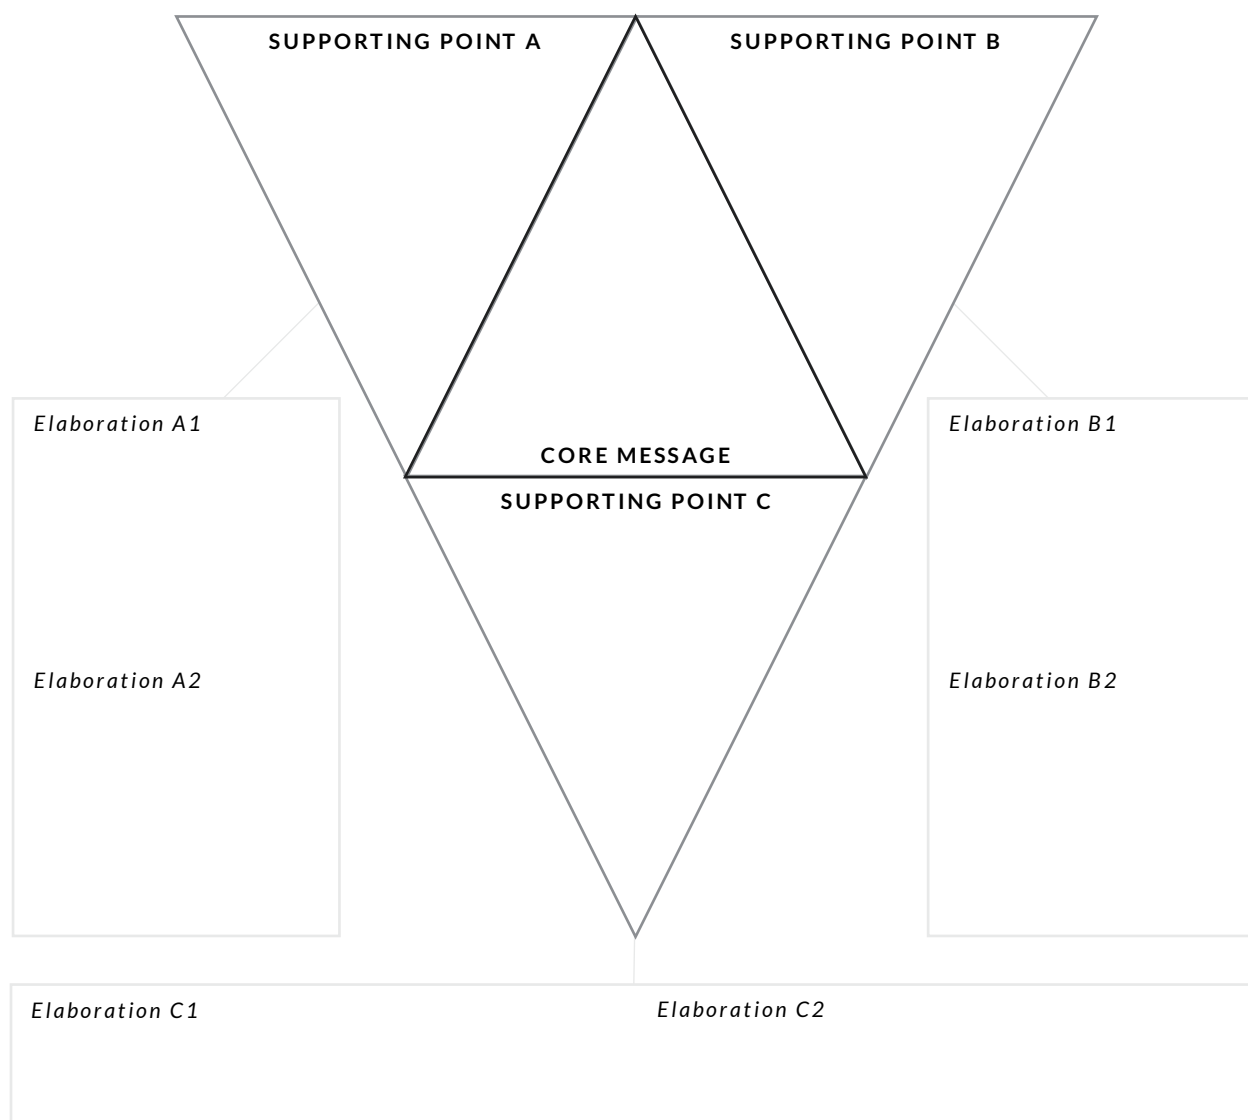 SUPPORTING POINT A
SUPPORTING POINT B
CORE MESSAGE
SUPPORTING POINT C
Elaboration A1
Elaboration A2
Elaboration B1
Elaboration B2
Elaboration C1
Elaboration C2